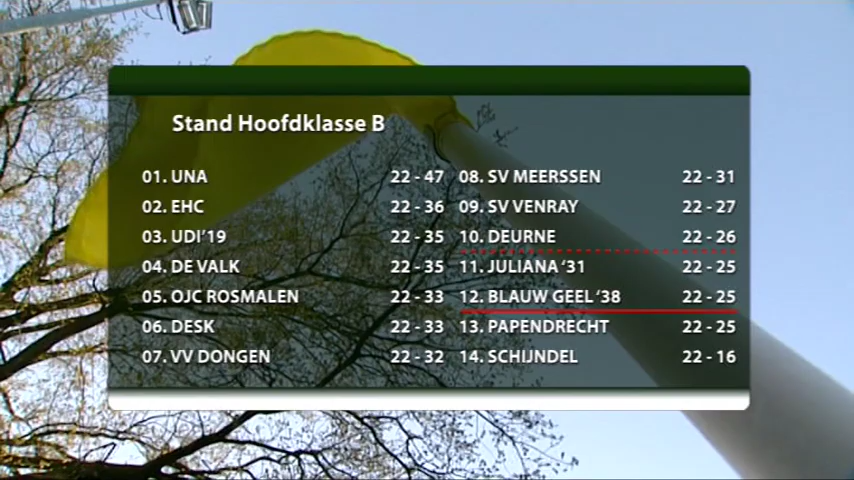 Stand Hoofdklasse B
01. UNA 22 - 47
02. EHC 22 - 36
03. UDI'19 22 - 35
04. DE VALK 22 - 35
05. OJC ROSMALEN 22 - 33
06. DESK 22 - 33
07. VV DONGEN 22 - 32
08. SV MEERSSEN 22 - 31
09. SV VENRAY 22 - 27
10. DEURNE 22 - 26
11. JULIANA ‘31 22 - 25
12. BLAUW GEEL ‘38 22 - 25
13. PAPENDRECHT 22 - 25
14. SCHIJNDEL 22 - 16